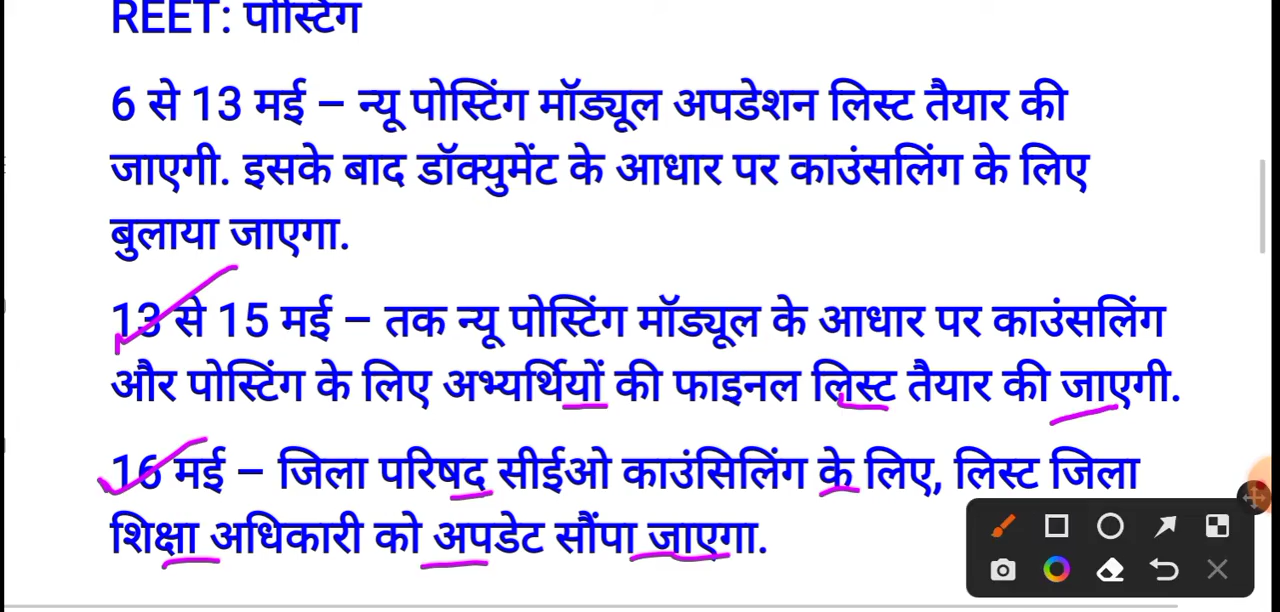 REET: पोस्टिंग
6 से 13 मई – न्यू पोस्टिंग मॉड्यूल अपडेशन लिस्ट तैयार की
जाएगी. इसके बाद डॉक्युमेंट के आधार पर काउंसलिंग के लिए
बुलाया जाएगा.
13 से 15 मई – तक न्यू पोस्टिंग मॉड्यूल के आधार पर काउंसलिंग
और पोस्टिंग के लिए अभ्यर्थियों की फाइनल लिस्ट तैयार की जाएगी.
16 मई – जिला परिषद सीईओ काउंसिलिंग के लिए, लिस्ट जिला
शिक्षा अधिकारी को अपडेट सौंपा जाएगा.